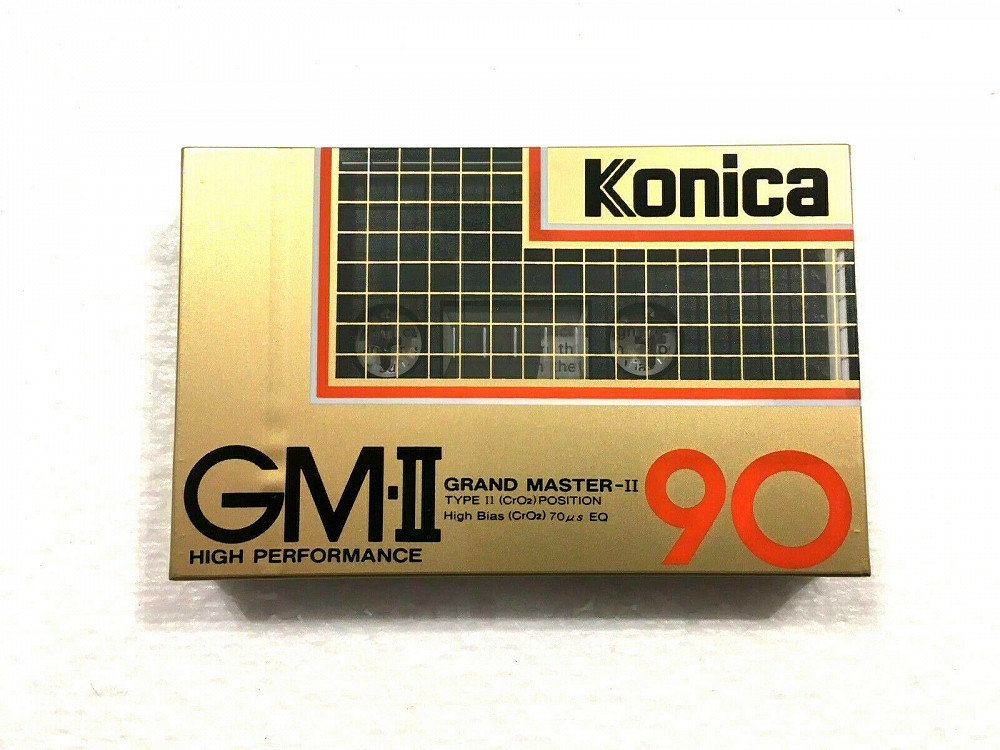 Konica
GM·II
GRAND MASTER-II
TYPE II (CrO2) POSITION
High Bias (CrO2) 70μs EQ
HIGH PERFORMANCE
90